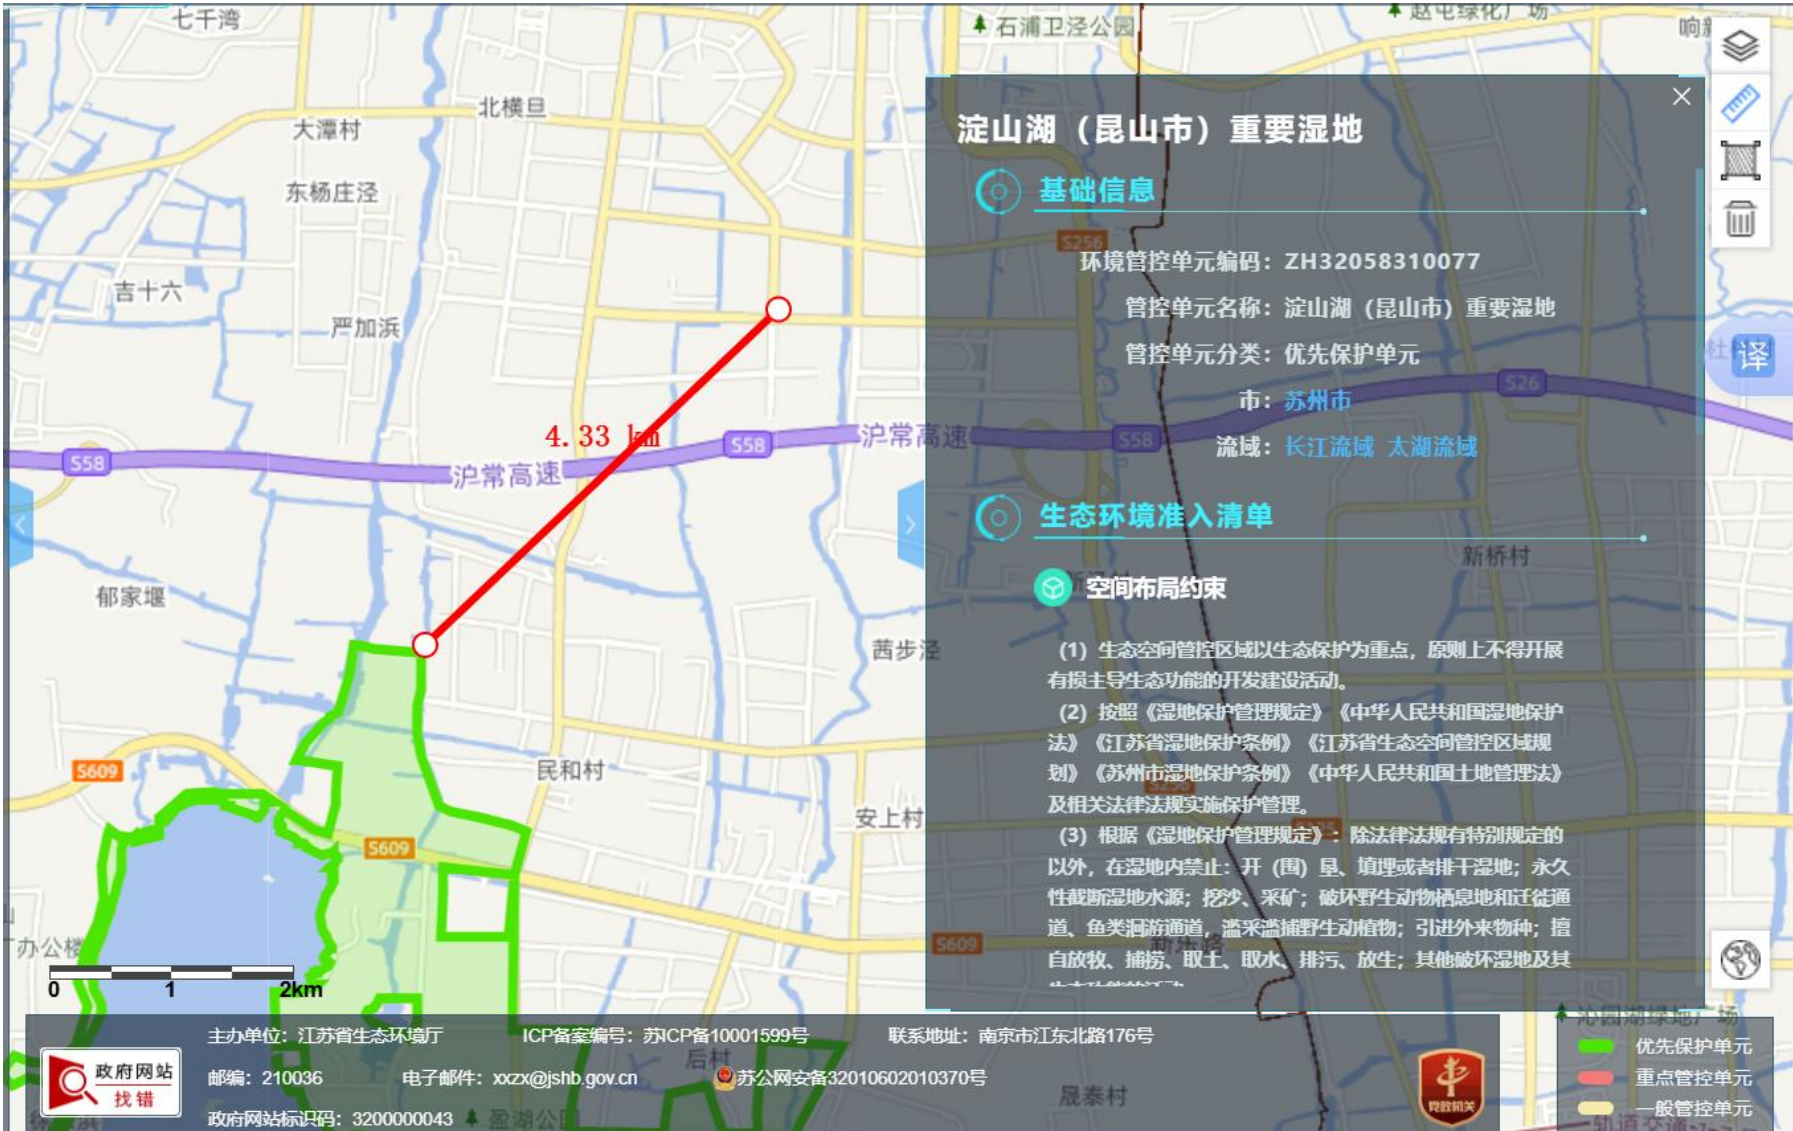 七千湾
石浦卫泾公园
赵屯绿化广场
北横旦
大潭村
东杨庄泾
吉十六
严加浜
4.33 km
S58
沪常高速
S58
沪常高速
S58
S26
S256
郁家堰
茜步泾
新桥村
S609
民和村
安上村
S609
S609
新乐路
办公楼
0 1 2km
后村
盈湖公园
晟泰村
沁园湖绿地广场
淀山湖（昆山市）重要湿地
基础信息
环境管控单元编码：ZH32058310077
管控单元名称：淀山湖（昆山市）重要湿地
管控单元分类：优先保护单元
市：苏州市
流域：长江流域 太湖流域
生态环境准入清单
空间布局约束
(1) 生态空间管控区域以生态保护为重点，原则上不得开展
有损主导生态功能的开发建设活动。
(2) 按照《湿地保护管理规定》《中华人民共和国湿地保护
法》《江苏省湿地保护条例》《江苏省生态空间管控区域规
划》《苏州市湿地保护条例》《中华人民共和国土地管理法》
及相关法律法规实施保护管理。
(3) 根据《湿地保护管理规定》：除法律法规有特别规定的
以外，在湿地内禁止：开（围）垦、填埋或者排干湿地；永久
性截断湿地水源；挖沙、采矿；破坏野生动物栖息地和迁徙通
道、鱼类洄游通道，滥采滥捕野生动植物；引进外来物种；擅
自放牧、捕捞、取土、取水、排污、放生；其他破坏湿地及其
译
主办单位：江苏省生态环境厅 ICP备案编号：苏ICP备10001599号 联系地址：南京市江东北路176号
邮编：210036 电子邮件：xxzx@jshb.gov.cn 苏公网安备32010602010370号
政府网站标识码：3200000043
政府网站
找错
党政机关
优先保护单元
重点管控单元
一般管控单元